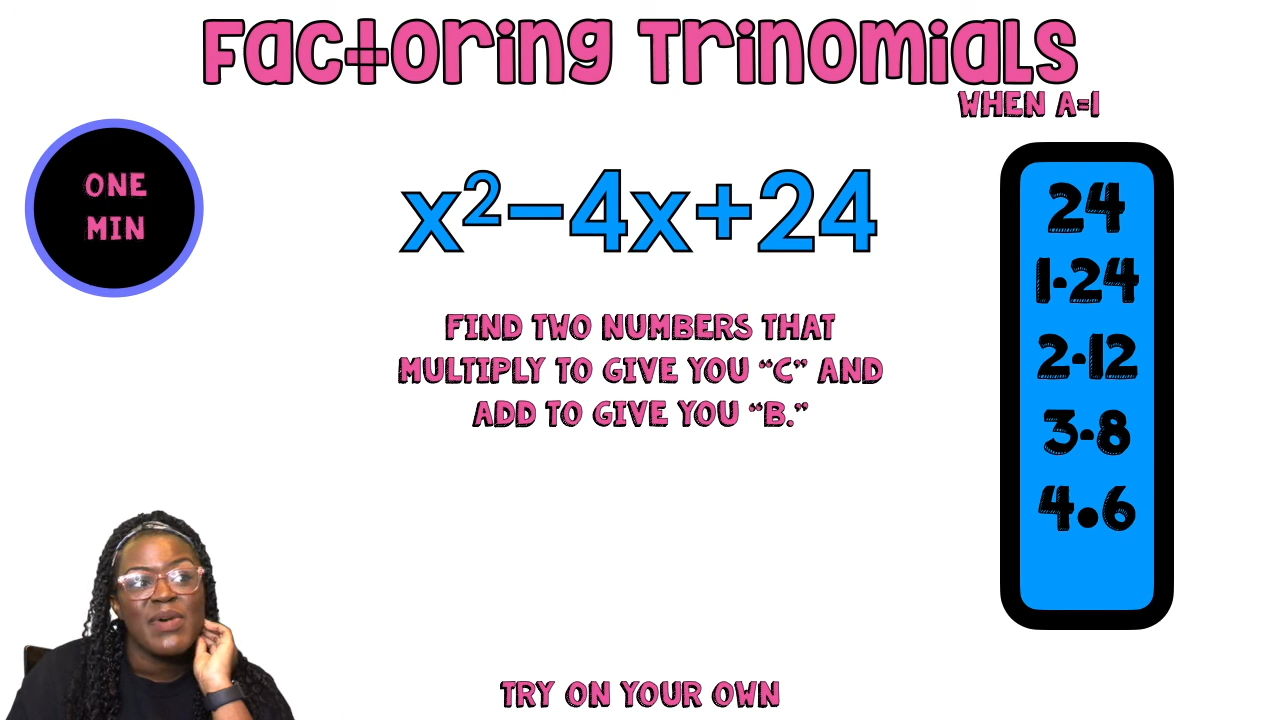 Factoring Trinomials
WHEN A=1
ONE
MIN
x²−4x+24
FIND TWO NUMBERS THAT
MULTIPLY TO GIVE YOU “C” AND
ADD TO GIVE YOU “B.”
24
1·24
2·12
3·8
4•6
TRY ON YOUR OWN